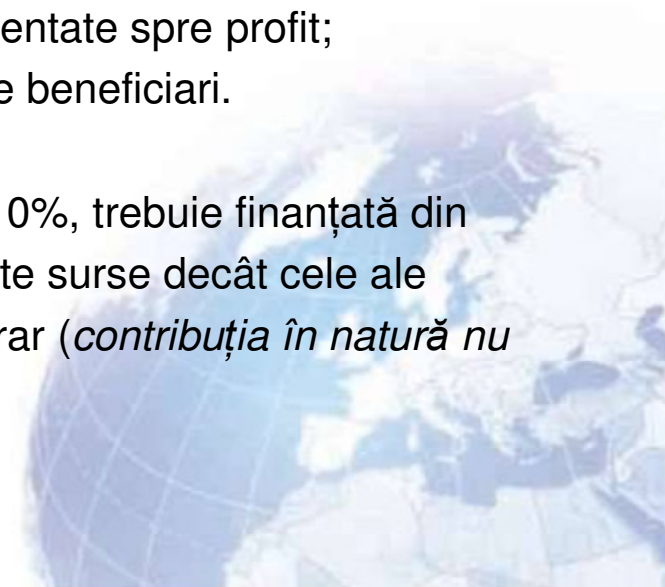 entate spre profit;
e beneficiari.
0%, trebuie finanțată din
te surse decât cele ale
rar (contribuția în natură nu